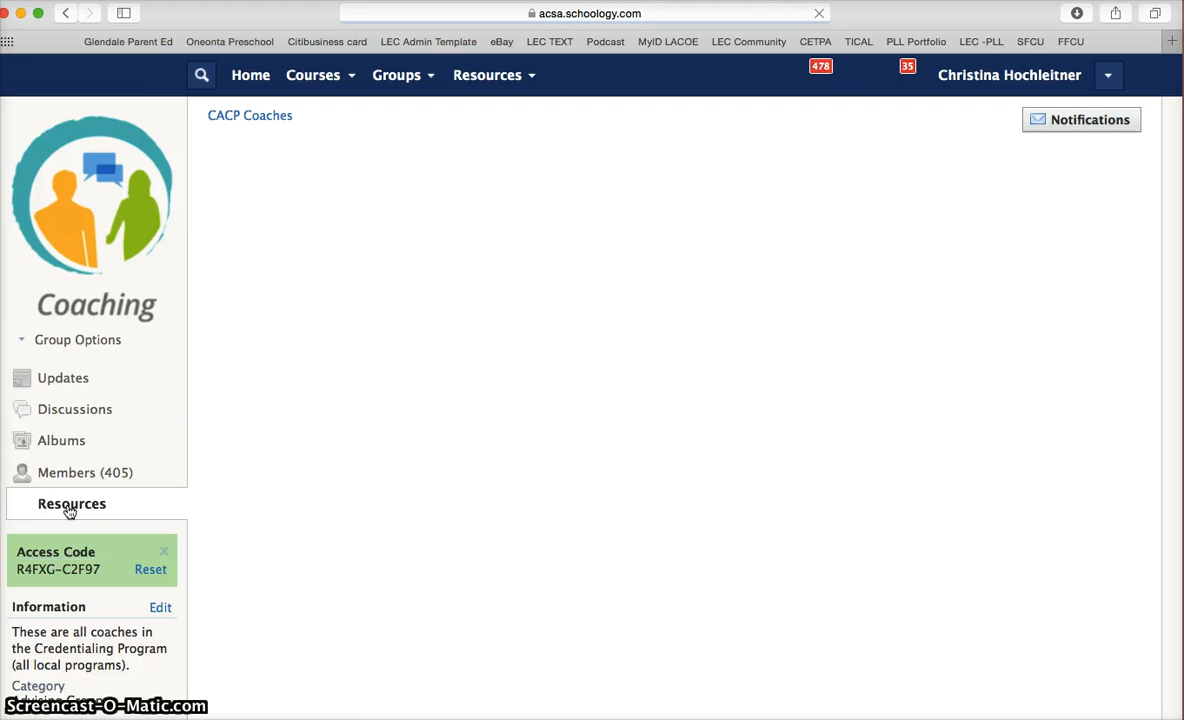 acsa.schoology.com
Glendale Parent Ed Oneonta Preschool Citibusiness card LEC Admin Template eBay LEC TEXT Podcast MyID LACOE LEC Community CETPA TICAL PLL Portfolio LEC -PLL SFCU FFCU
Home Courses Groups Resources 478 35 Christina Hochleitner
CACP Coaches
Notifications
Coaching
Group Options
Updates
Discussions
Albums
Members (405)
Resources
Access Code
R4FXG-C2F97 Reset
Information Edit
These are all coaches in
the Credentialing Program
(all local programs).
Category
Screencast-O-Matic.com